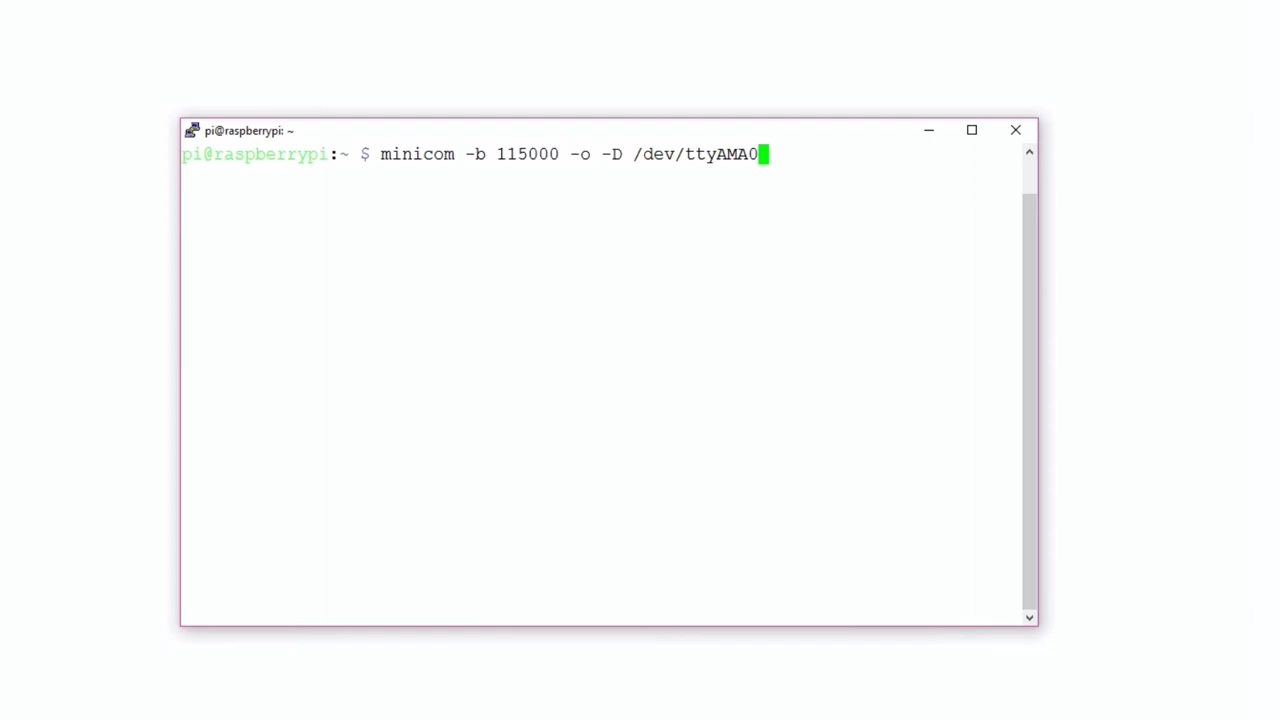 pi@raspberrypi: ~
pi@raspberrypi:~ $ minicom -b 115000 -o -D /dev/ttyAMA0